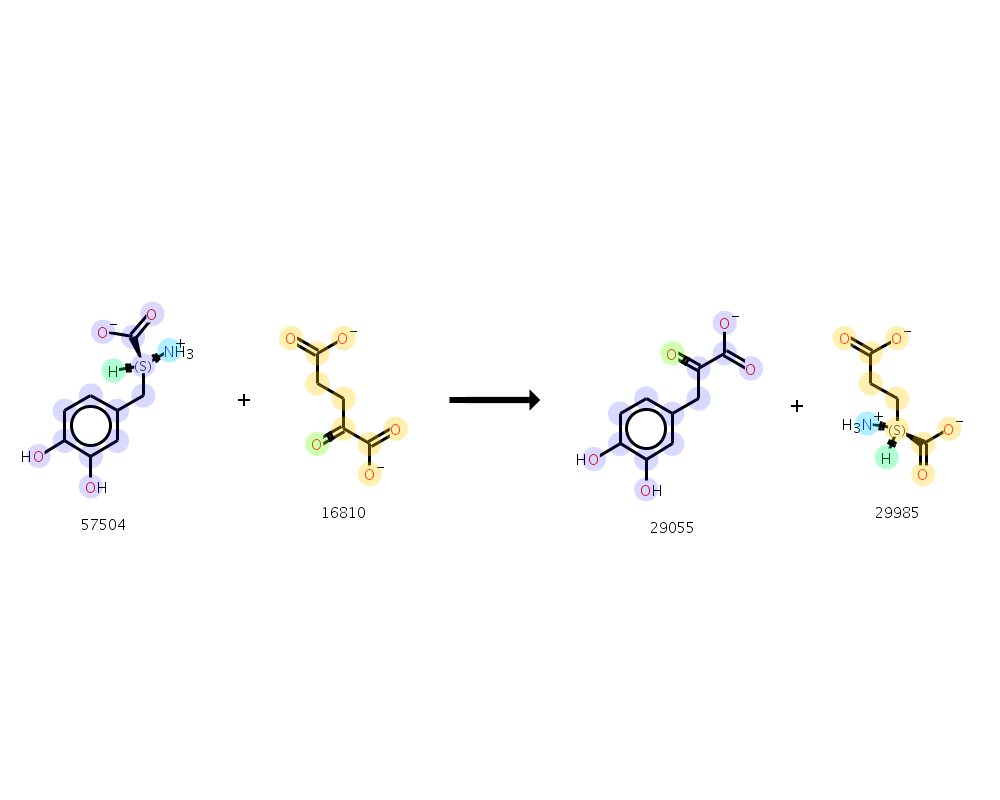 O− O
H (S) NH3+
HO
OH
57504
+
O O−
O O
O−
16810
O−
O O
HO
OH
29055
+
O O−
H3N+ (S) O−
H O
29985